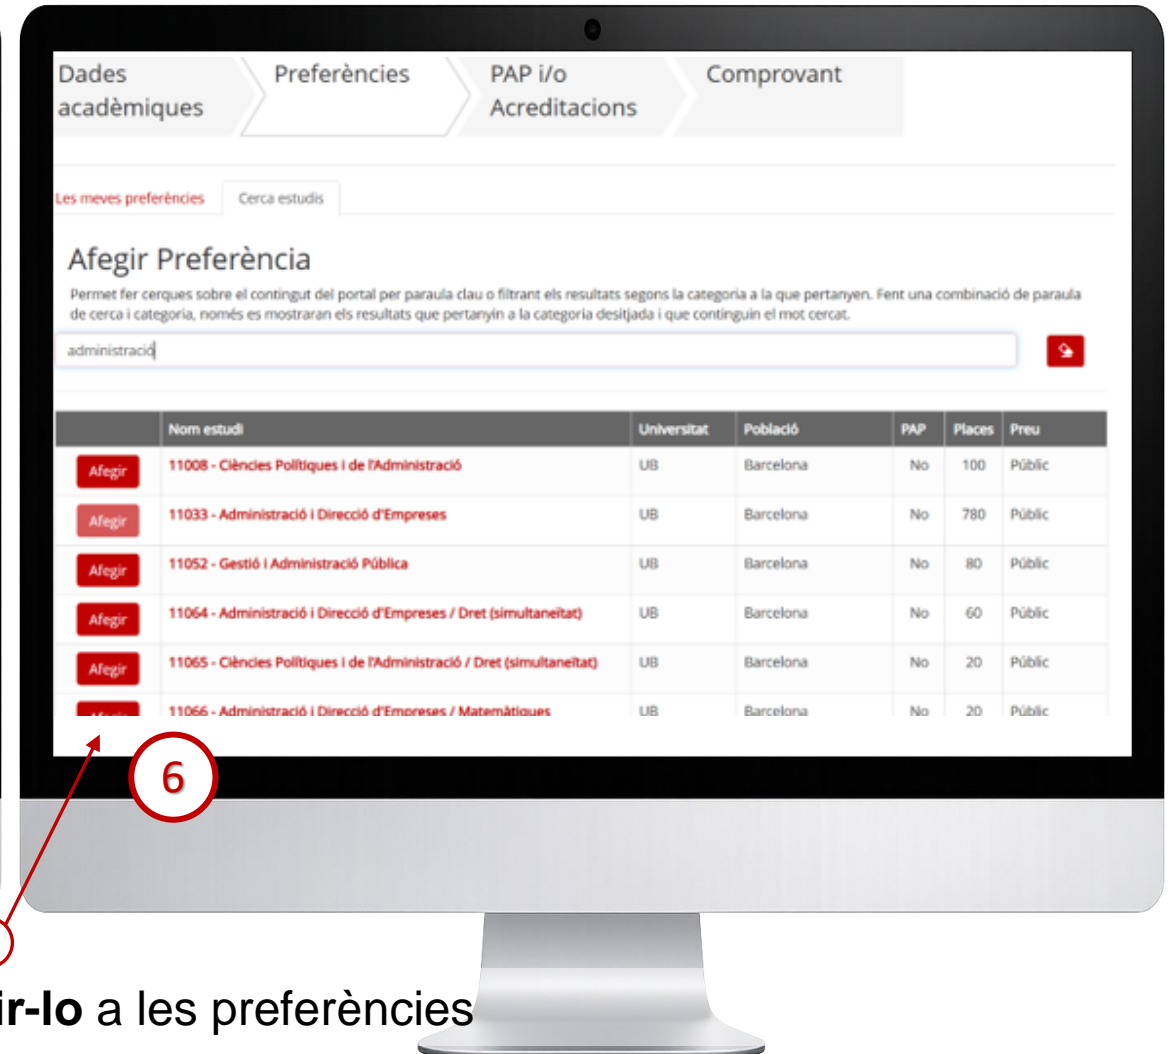 Dades acadèmiques
Preferències
PAP i/o Acreditacions
Comprovant
Les meves preferències
Cerca estudis
Afegir Preferència
Permet fer cerques sobre el contingut del portal per paraula clau o filtrant els resultats segons la categoria a la que pertanyen. Fent una combinació de paraula
de cerca i categoria, només es mostraran els resultats que pertanyin a la categoria desitjada i que continguin el mot cercat.
administració
Nom estudi Universitat Població PAP Places Preu
Afegir 11008 - Ciències Polítiques i de l'Administració UB Barcelona No 100 Públic
Afegir 11033 - Administració i Direcció d'Empreses UB Barcelona No 780 Públic
Afegir 11052 - Gestió i Administració Pública UB Barcelona No 80 Públic
Afegir 11064 - Administració i Direcció d'Empreses / Dret (simultaneïtat) UB Barcelona No 60 Públic
Afegir 11065 - Ciències Polítiques i de l'Administració / Dret (simultaneïtat) UB Barcelona No 20 Públic
11066 - Administració i Direcció d'Empreses / Matemàtiques UB Barcelona No 20 Públic
6
ir-lo a les preferències